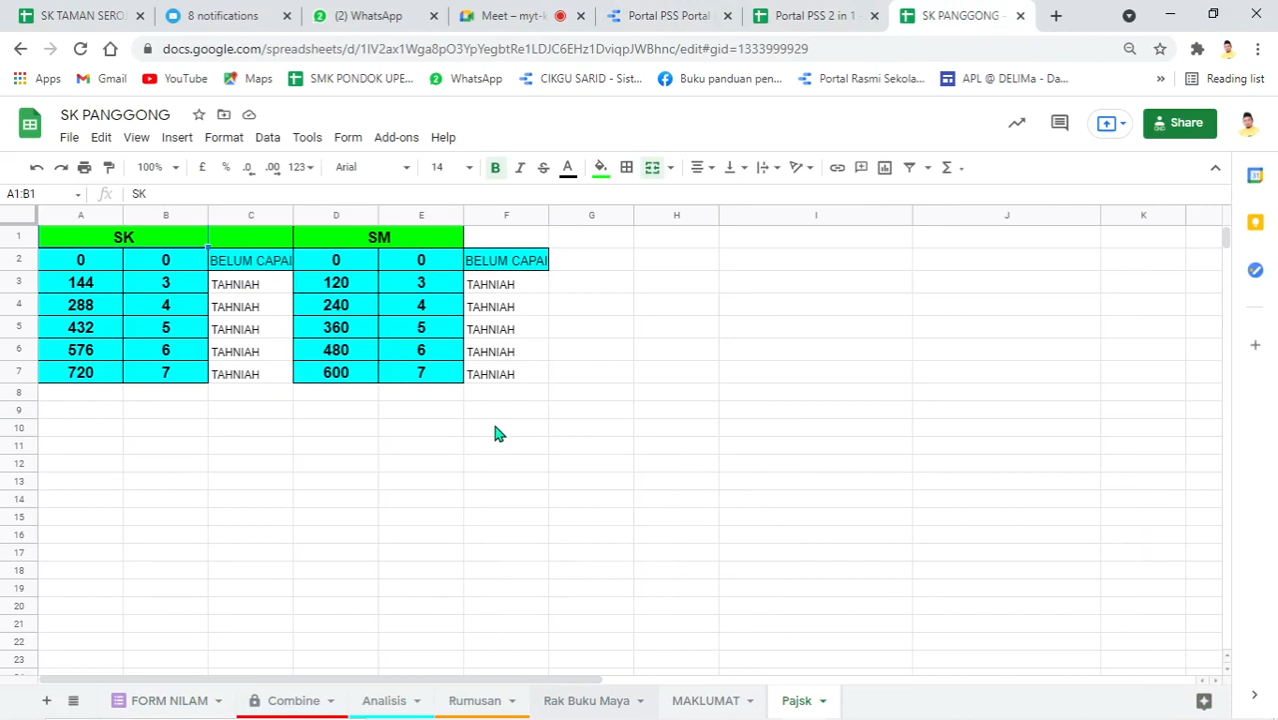 SK TAMAN SERO
8 notifications
(2) WhatsApp
Meet – myt-k
Portal PSS Portal
Portal PSS 2 in 1 -
SK PANGGONG -
docs.google.com/spreadsheets/d/1IV2ax1Wga8pO3YpYegbtRe1LDJC6EHz1DviqpJWBhnc/edit#gid=1333999929
Apps
Gmail
YouTube
Maps
SMK PONDOK UPE...
WhatsApp
CIKGU SARID - Sist...
Buku panduan pen...
Portal Rasmi Sekola...
APL @ DELIMa - Da...
»
Reading list
SK PANGGONG
File Edit View Insert Format Data Tools Form Add-ons Help
Share
100% £ % .0 .00 123 Arial 14 B I S A Σ
A1:B1 fx SK
A B C D E F G H I J K
1 SK SM
2 0 0 BELUM CAPAI 0 0 BELUM CAPAI
3 144 3 TAHNIAH 120 3 TAHNIAH
4 288 4 TAHNIAH 240 4 TAHNIAH
5 432 5 TAHNIAH 360 5 TAHNIAH
6 576 6 TAHNIAH 480 6 TAHNIAH
7 720 7 TAHNIAH 600 7 TAHNIAH
8
9
10
11
12
13
14
15
16
17
18
19
20
21
22
23
FORM NILAM Combine Analisis Rumusan Rak Buku Maya MAKLUMAT Pajsk